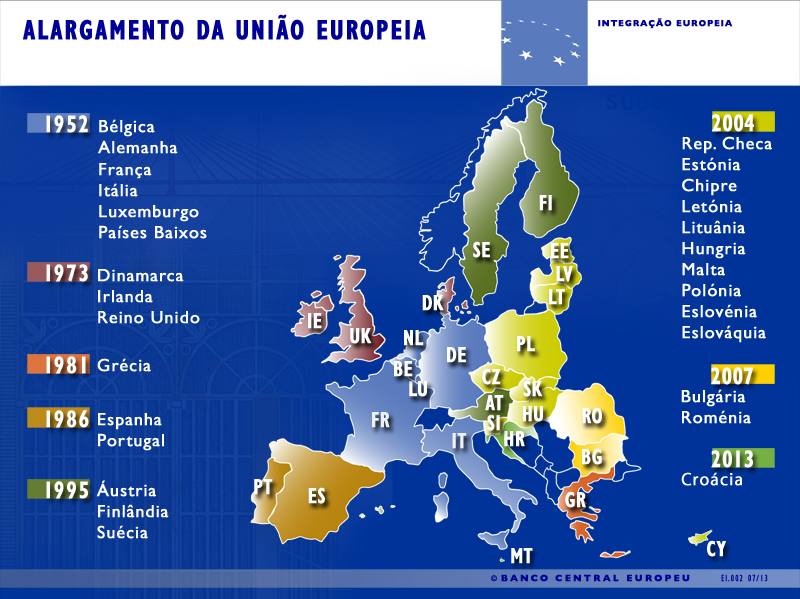 ALARGAMENTO DA UNIÃO EUROPEIA
INTEGRAÇÃO EUROPEIA
1952 Bélgica
Alemanha
França
Itália
Luxemburgo
Países Baixos
1973 Dinamarca
Irlanda
Reino Unido
1981 Grécia
1986 Espanha
Portugal
1995 Áustria
Finlândia
Suécia
FI
SE
EE
LV
LT
DK
IE
UK
NL
DE
PL
BE
LU
CZ
SK
AT
HU
SI
HR
RO
FR
IT
BG
PT
ES
GR
MT
CY
2004
Rep. Checa
Estónia
Chipre
Letónia
Lituânia
Hungria
Malta
Polónia
Eslovénia
Eslováquia
2007
Bulgária
Roménia
2013
Croácia
© BANCO CENTRAL EUROPEU EI.002 07/13